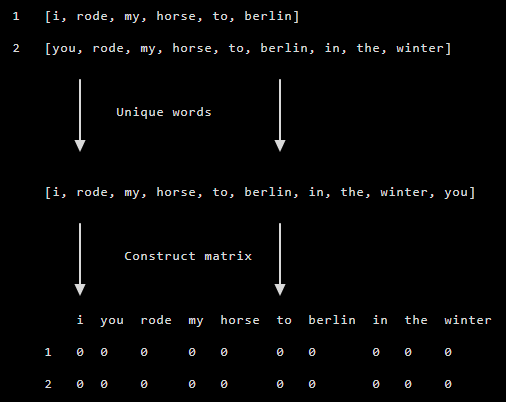 1 [i, rode, my, horse, to, berlin]
2 [you, rode, my, horse, to, berlin, in, the, winter]
Unique words
[i, rode, my, horse, to, berlin, in, the, winter, you]
Construct matrix
i you rode my horse to berlin in the winter
1 0 0 0 0 0 0 0 0 0 0
2 0 0 0 0 0 0 0 0 0 0